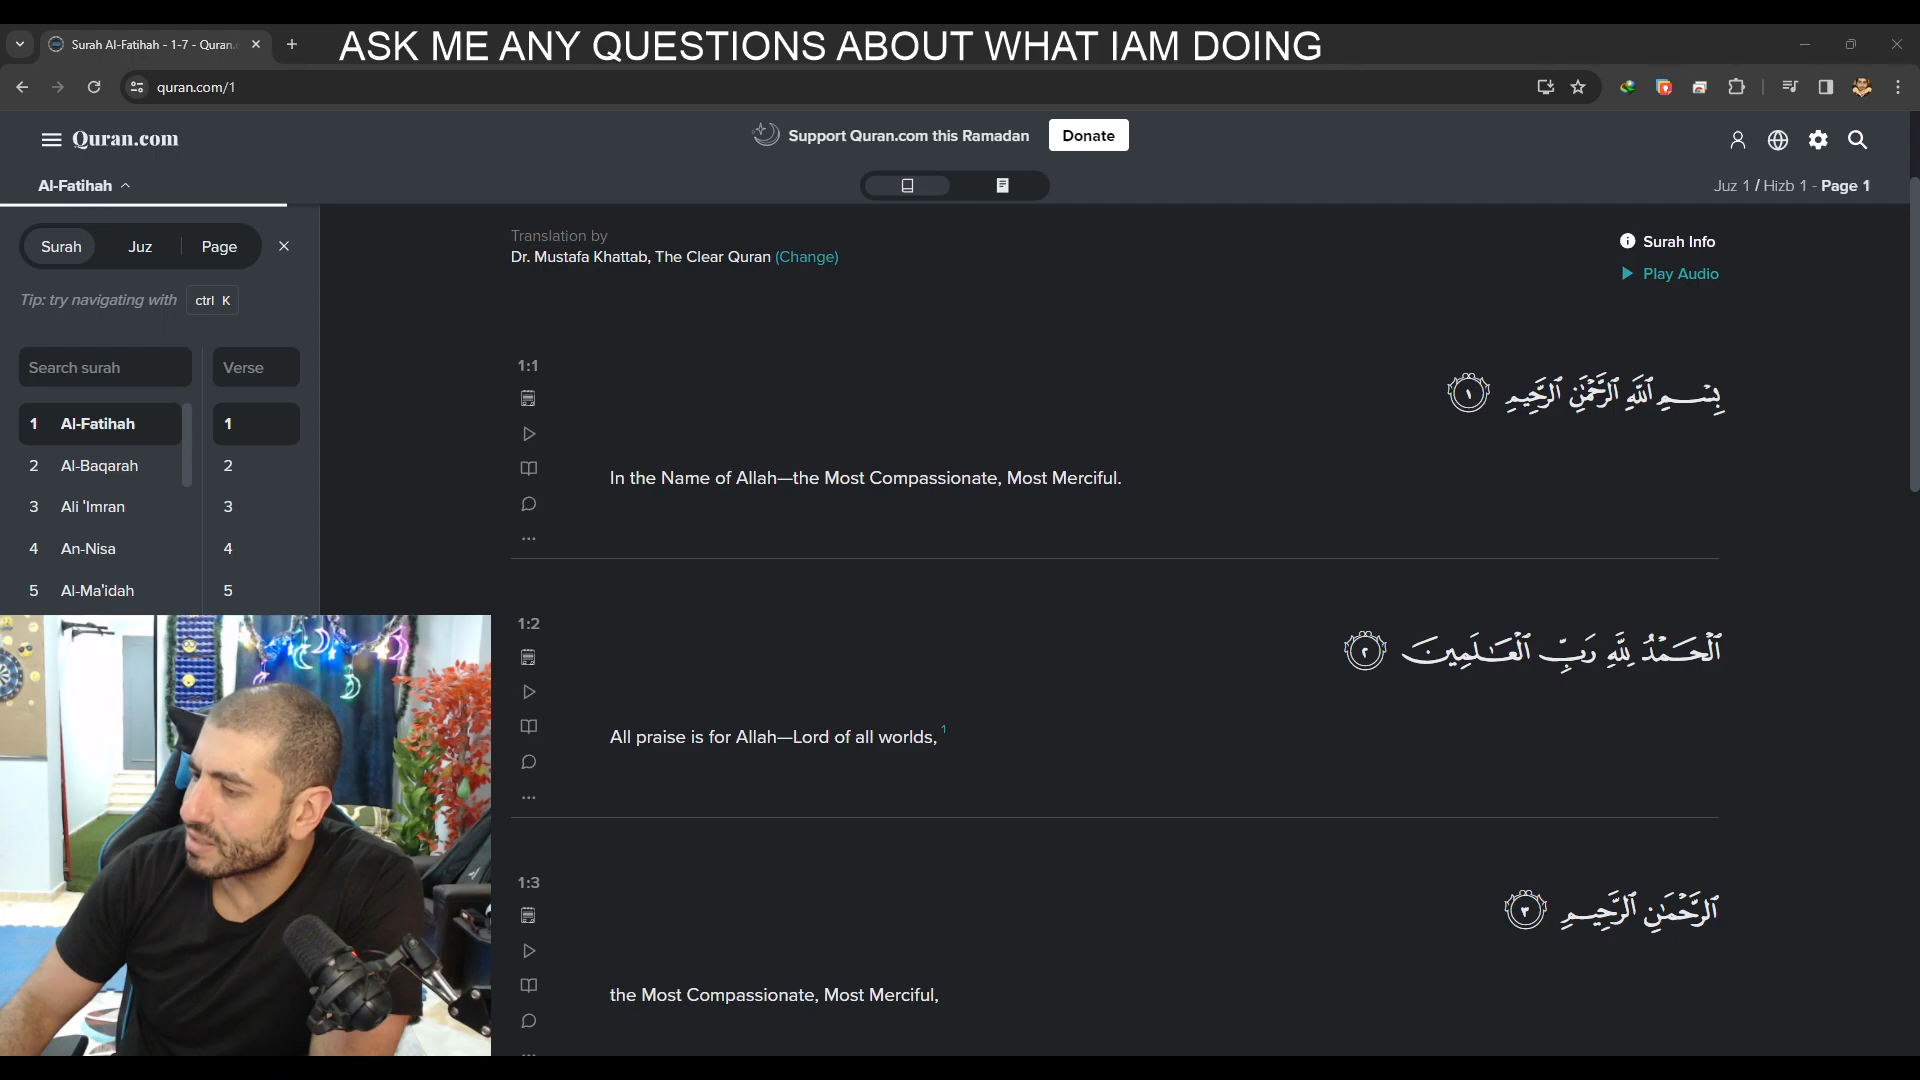 Surah Al-Fatihah - 1-7 - Quran.
ASK ME ANY QUESTIONS ABOUT WHAT IAM DOING
quran.com/1
Quran.com
Support Quran.com this Ramadan
Donate
Al-Fatihah
Juz 1 / Hizb 1 - Page 1
Surah
Juz
Page
Tip: try navigating with ctrl K
Search surah
Verse
1 Al-Fatihah
2 Al-Baqarah
3 Ali 'Imran
4 An-Nisa
5 Al-Ma'idah
1
2
3
4
5
Translation by
Dr. Mustafa Khattab, The Clear Quran (Change)
Surah Info
Play Audio
1:1
بِسْمِ ٱللَّهِ ٱلرَّحْمَـٰنِ ٱلرَّحِيمِ ١
In the Name of Allah—the Most Compassionate, Most Merciful.
1:2
ٱلْحَمْدُ لِلَّهِ رَبِّ ٱلْعَـٰلَمِينَ ٢
All praise is for Allah—Lord of all worlds, 1
1:3
ٱلرَّحْمَـٰنِ ٱلرَّحِيمِ ٣
the Most Compassionate, Most Merciful,